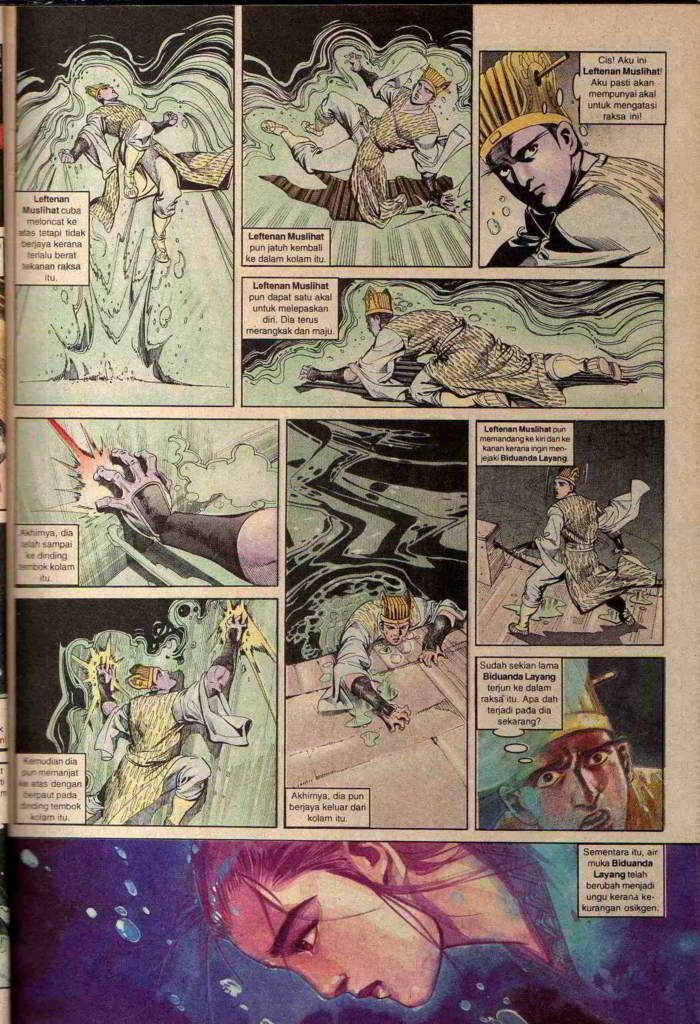 Leftenan
Muslihat cuba
meloncat ke
atas tetapi tidak
berjaya kerana
terlalu berat
tekanan raksa
itu.
Leftenan Muslihat
pun jatuh kembali
ke dalam kolam itu.
Cis! Aku ini
Leftenan Muslihat!
Aku pasti akan
mempunyai akal
untuk mengatasi
raksa ini!
Leftenan Muslihat
pun dapat satu akal
untuk melepaskan
diri. Dia terus
merangkak dan maju.
Akhirnya, dia
telah sampai
ke dinding
tembok kolam
itu.
Kemudian dia
pun memanjat
ke atas dengan
berpaut pada
dinding tembok
kolam itu.
Akhirnya, dia pun
berjaya keluar dari
kolam itu.
Leftenan Muslihat pun
memandang ke kiri dan ke
kanan kerana ingin men-
jejaki Biduanda Layang.
Sudah sekian lama
Biduanda Layang
terjun ke dalam
raksa itu. Apa dah
terjadi pada dia
sekarang?
Sementara itu, air
muka Biduanda
Layang telah
berubah menjadi
ungu kerana ke-
kurangan osikgen.